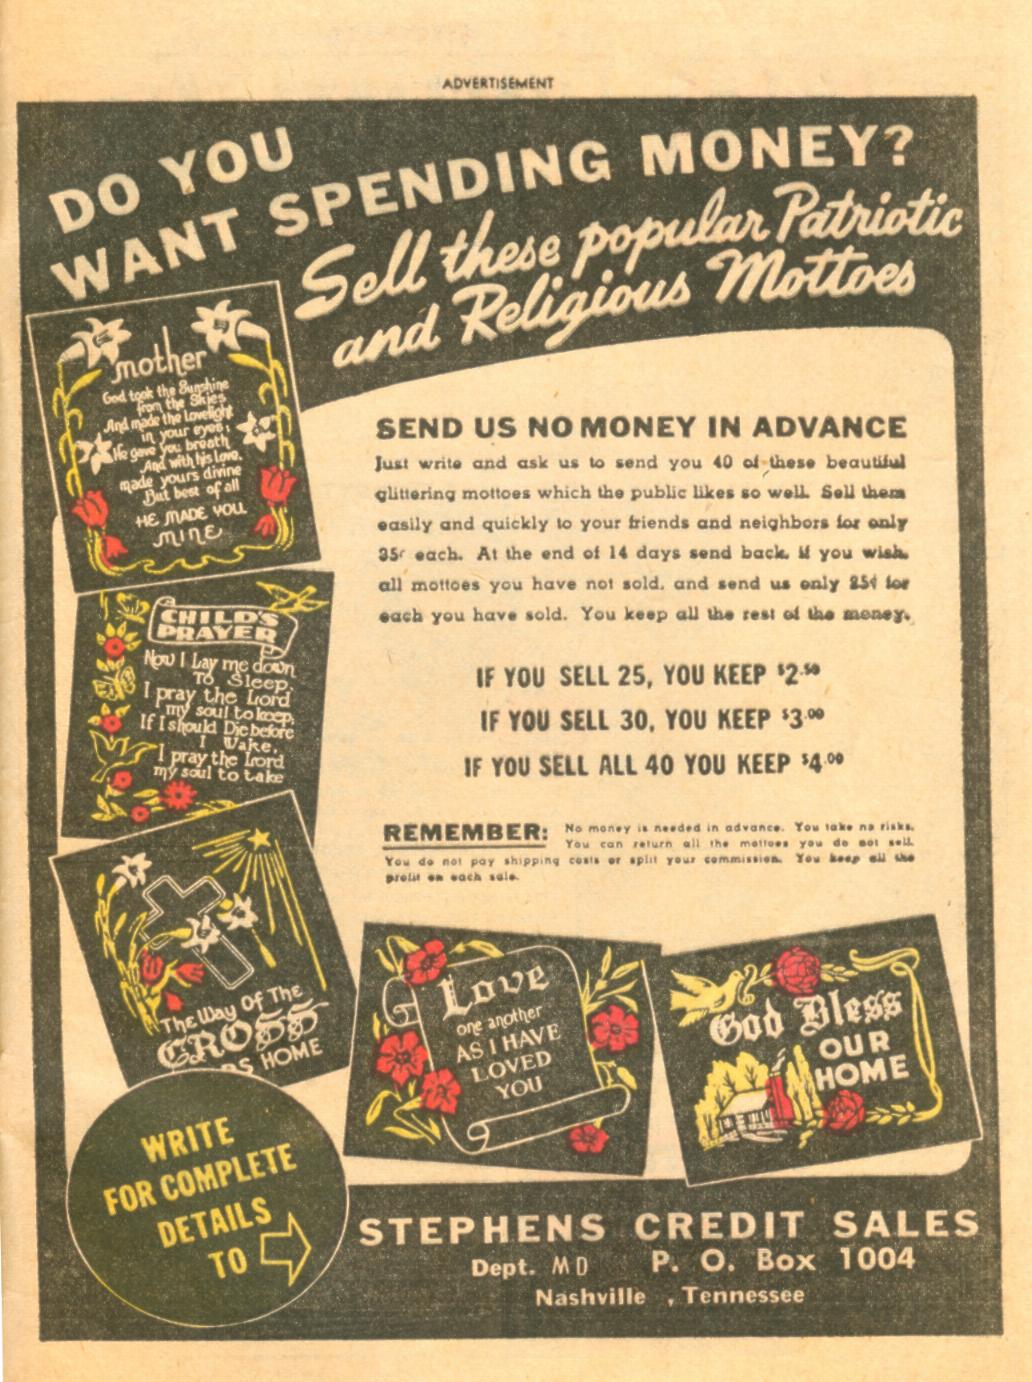 ADVERTISEMENT
DO YOU
WANT SPENDING MONEY?
Sell these popular Patriotic
and Religious Mottoes
mother
God took the Sunshine
from the Skies
And made the Lovelight
in your eyes;
He gave you breath
And with his Love,
made yours divine
But best of all
HE MADE YOU
MINE
CHILD'S
PRAYER
Now I Lay me down
To Sleep,
I pray the Lord
my soul to keep,
If I should Die before
I Wake,
I pray the Lord
my soul to take
The Way Of The
CROSS
DS HOME
SEND US NO MONEY IN ADVANCE
Just write and ask us to send you 40 of these beautiful
glittering mottoes which the public likes so well. Sell them
easily and quickly to your friends and neighbors for only
35¢ each. At the end of 14 days send back, if you wish,
all mottoes you have not sold, and send us only 25¢ for
each you have sold. You keep all the rest of the money.
IF YOU SELL 25, YOU KEEP $2.50
IF YOU SELL 30, YOU KEEP $3.00
IF YOU SELL ALL 40 YOU KEEP $4.00
REMEMBER: No money is needed in advance. You take no risks.
You can return all the mottoes you do not sell.
You do not pay shipping costs or split your commission. You keep all the
profit on each sale.
Love
one another
AS I HAVE
LOVED
YOU
God Bless
OUR
HOME
WRITE
FOR COMPLETE
DETAILS
TO
STEPHENS CREDIT SALES
Dept. MD P. O. Box 1004
Nashville , Tennessee